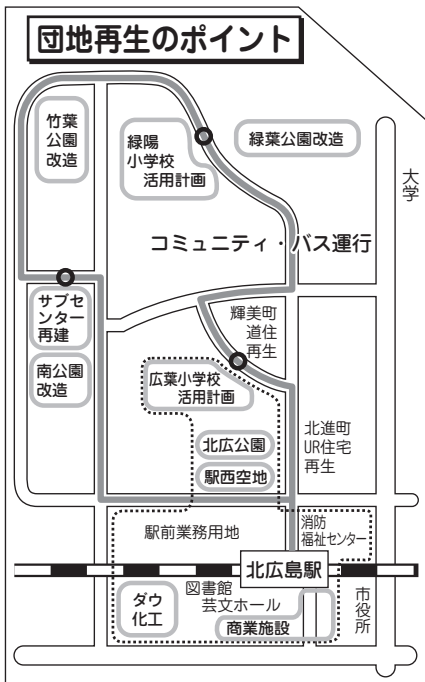 団地再生のポイント
竹葉
公園
改造
緑陽
小学校
活用計画
緑葉公園改造
大学
コミュニティ・バス運行
サブセ
ンター
再建
輝美町
道住
再生
南公園
改造
広葉小学校
活用計画
北進町
UR住宅
再生
北広公園
駅西空地
駅前業務用地
消防
福祉センター
北広島駅
図書館
芸文ホール
ダウ
化工
商業施設
市役所